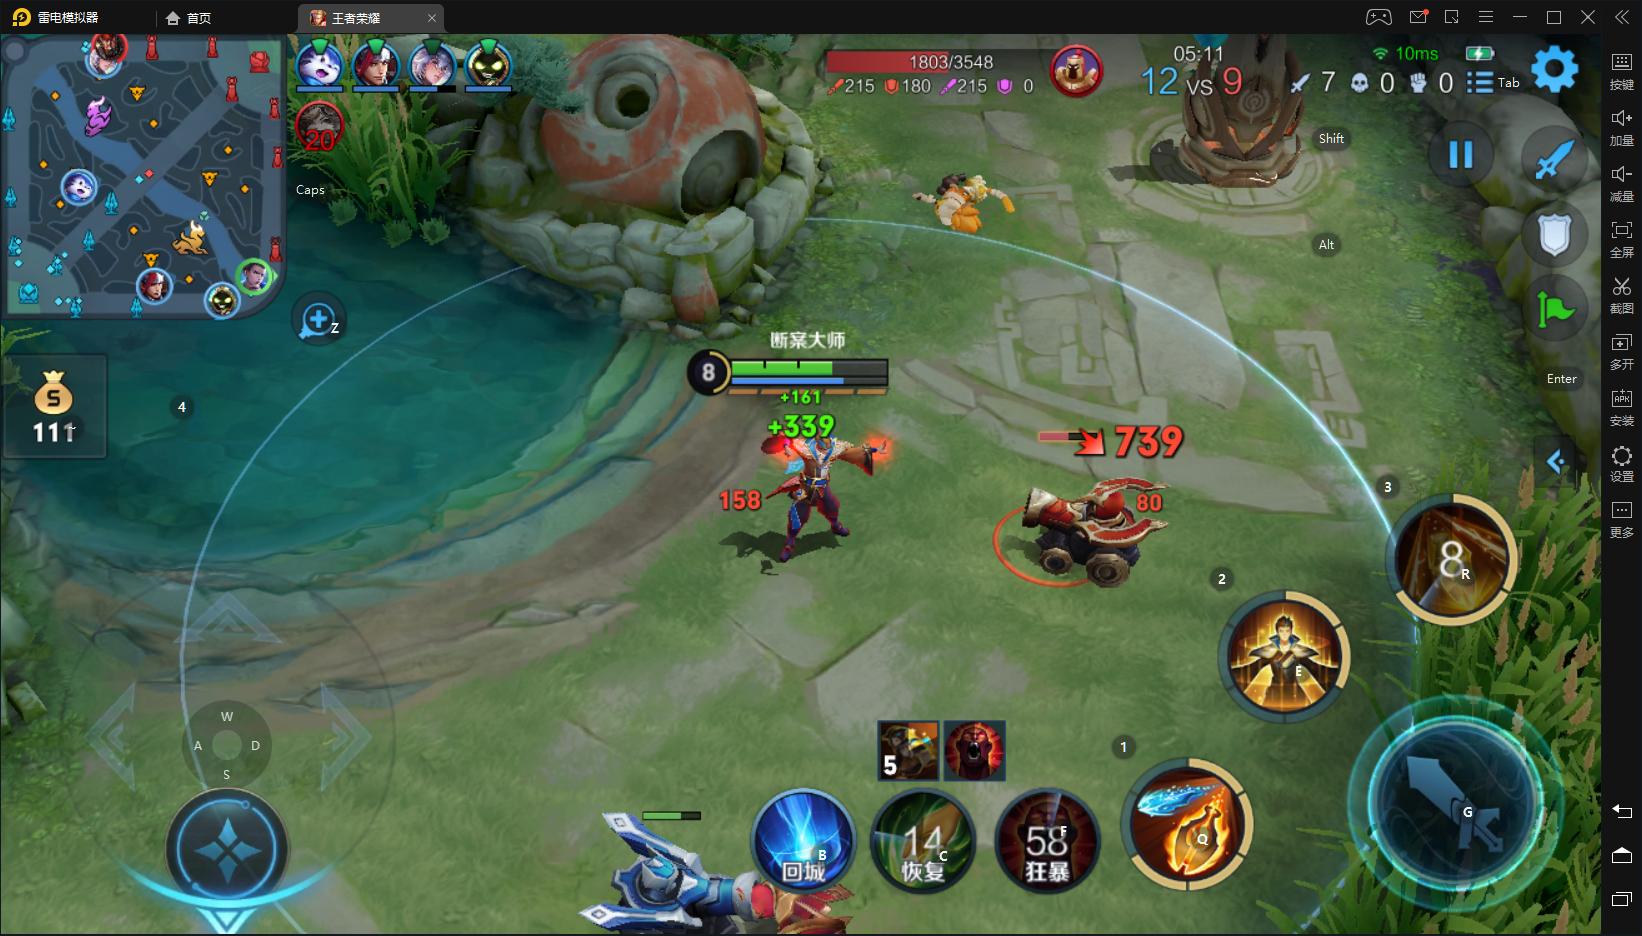 雷电模拟器
首页
王者荣耀
1803/3548
215 180 215 0
05:11
12 VS 9
10ms
7 0 0
Tab
20
Caps
Shift
Alt
Enter
Z
4
111
断案大师
8
+161
+339
158
739
80
3
8
R
2
E
1
Q
G
W
A
D
S
5
回城
B
14
C
恢复
58
F
狂暴
按键
加量
减量
全屏
截图
多开
APK
安装
设置
更多